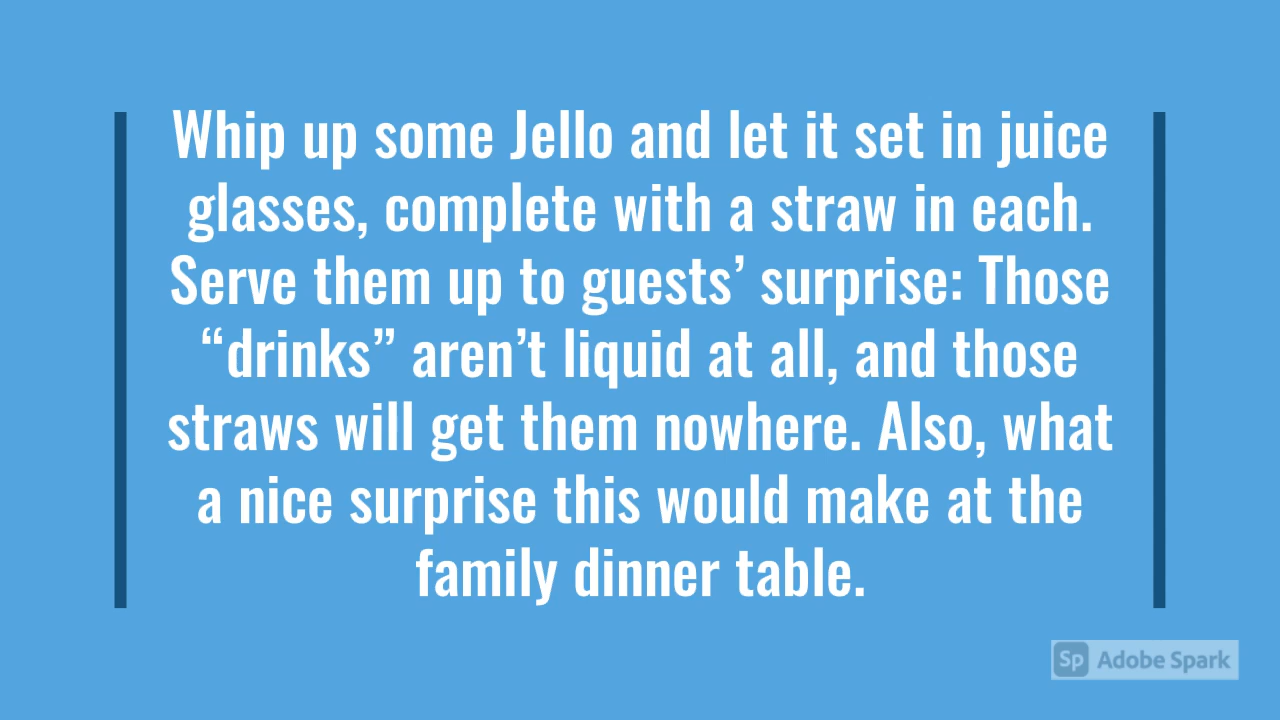 Whip up some Jello and let it set in juice
glasses, complete with a straw in each.
Serve them up to guests’ surprise: Those
“drinks” aren’t liquid at all, and those
straws will get them nowhere. Also, what
a nice surprise this would make at the
family dinner table.
Sp Adobe Spark